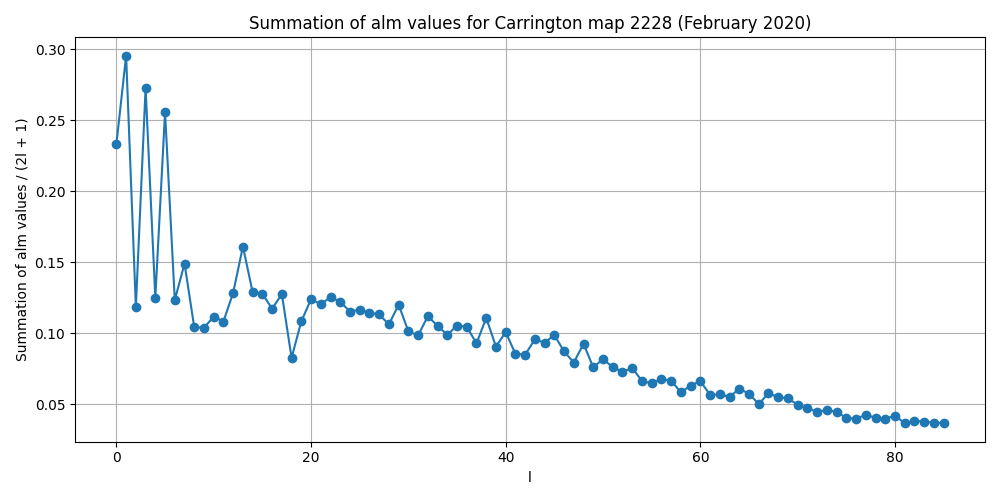 Summation of alm values for Carrington map 2228 (February 2020)
Summation of alm values / (2l + 1)
0.30
0.25
0.20
0.15
0.10
0.05
0 20 40 60 80
l